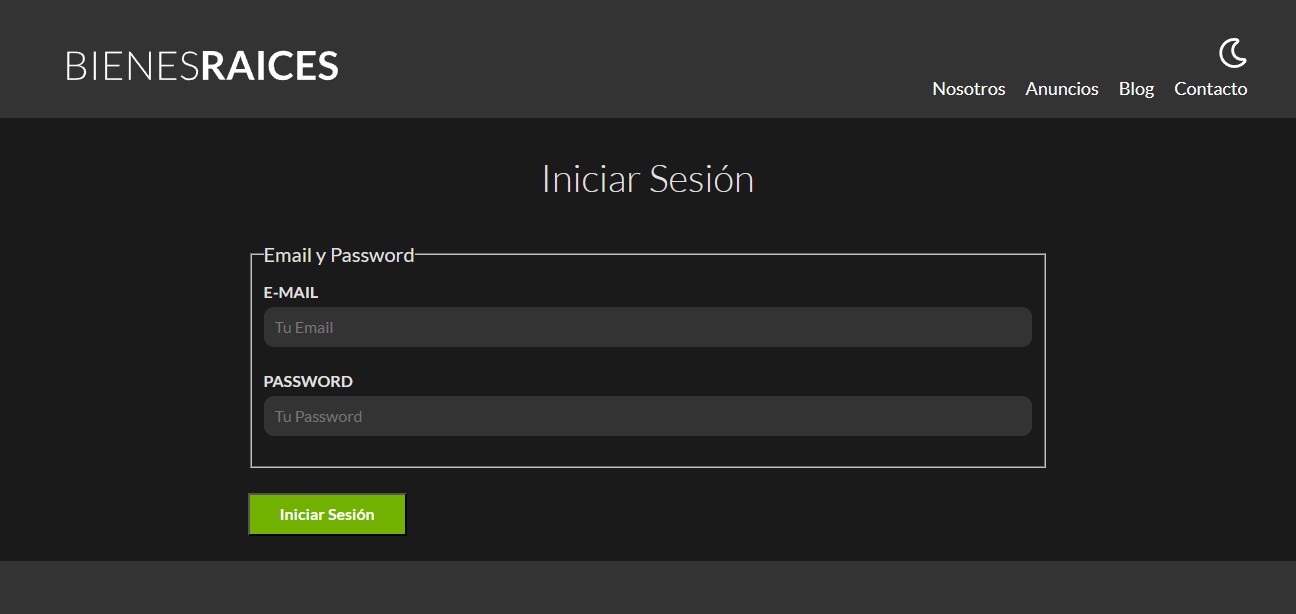 BIENESRAICES
Nosotros Anuncios Blog Contacto
Iniciar Sesión
Email y Password
E-MAIL
Tu Email
PASSWORD
Tu Password
Iniciar Sesión